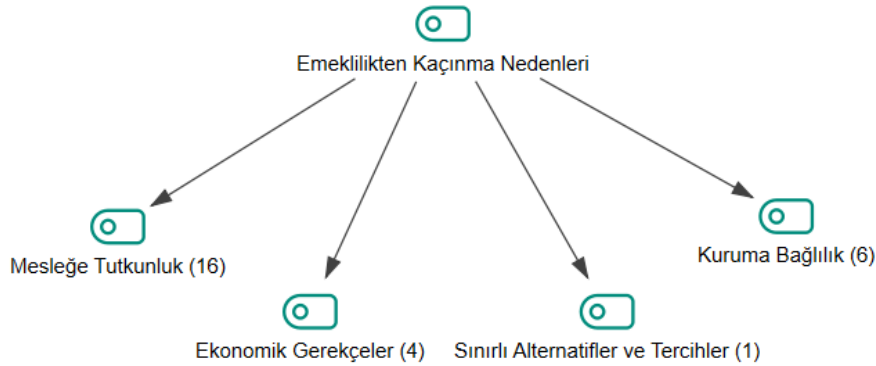 Emeklilikten Kaçınma Nedenleri
Mesleğe Tutkunluk (16)
Kuruma Bağlılık (6)
Ekonomik Gerekçeler (4)
Sınırlı Alternatifler ve Tercihler (1)